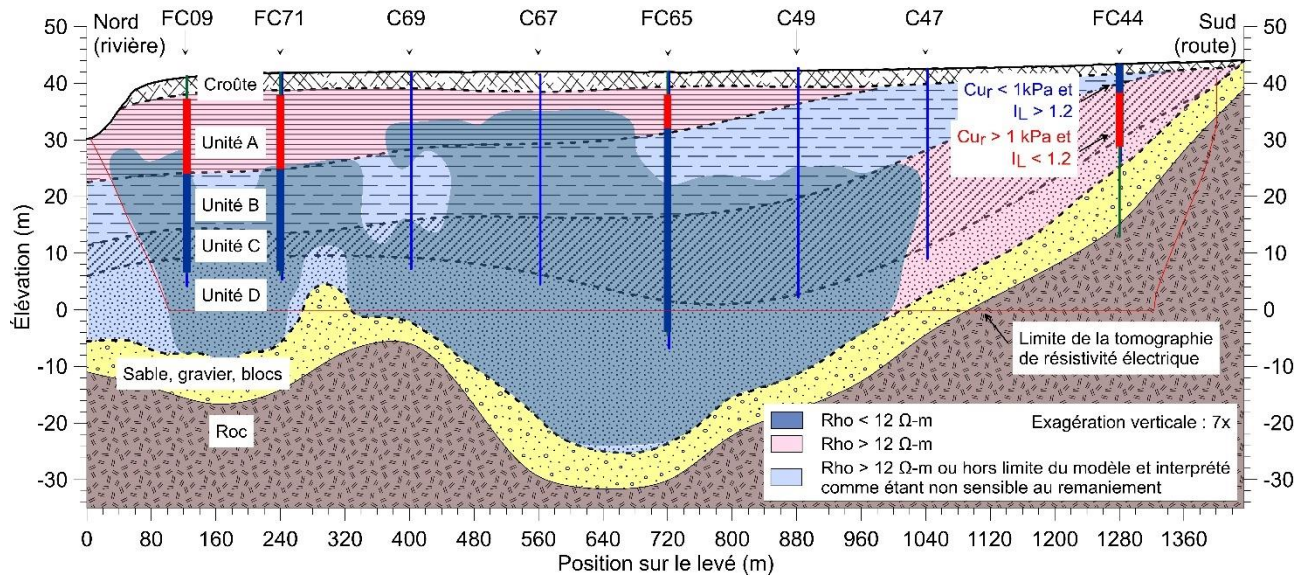 Nord
(rivière)
FC09
FC71
C69
C67
FC65
C49
C47
FC44
Sud
(route)
Croûte
Unité A
Unité B
Unité C
Unité D
Cur < 1kPa et
IL > 1.2
Cur > 1 kPa et
IL < 1.2
Limite de la tomographie
de résistivité électrique
Sable, gravier, blocs
Roc
Rho < 12 Ω-m
Exagération verticale : 7x
Rho > 12 Ω-m
Rho > 12 Ω-m ou hors limite du modèle et interprété
comme étant non sensible au remaniement
Élévation (m)
50
40
30
20
10
0
-10
-20
-30
50
40
30
20
10
0
-10
-20
-30
0 80 160 240 320 400 480 560 640 720 800 880 960 1040 1120 1200 1280 1360
Position sur le levé (m)